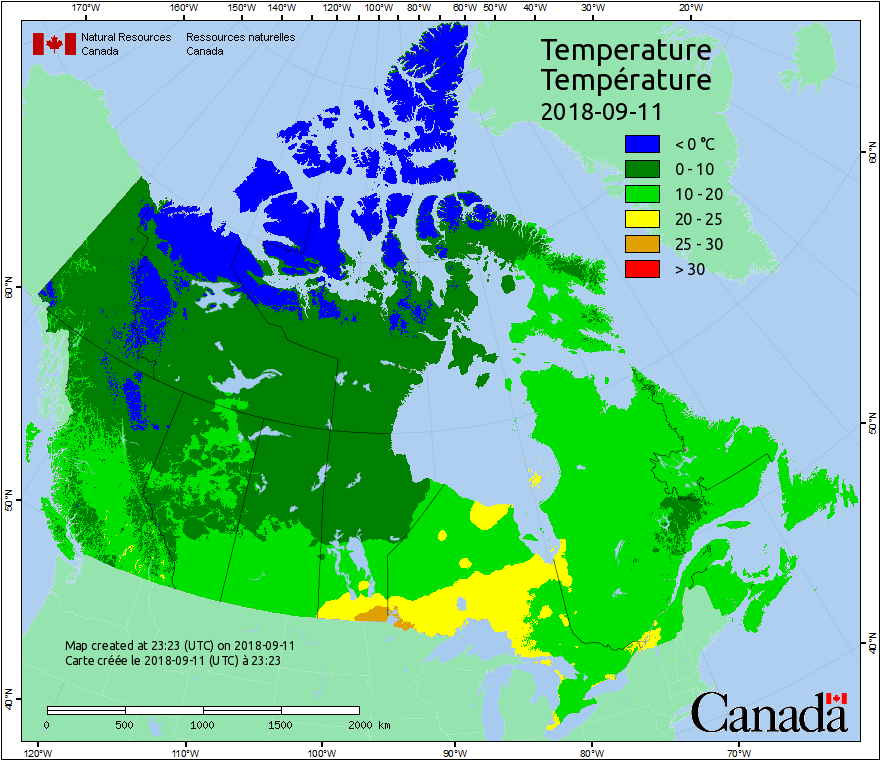 170°W 160°W 150°W 140°W 120°W 100°W 80°W 60°W 50°W 40°W 30°W 20°W
Natural Resources Ressources naturelles
Canada Canada
Temperature
Température
2018-09-11
< 0 °C
0 - 10
10 - 20
20 - 25
25 - 30
> 30
60°N
60°N
50°N
50°N
40°N
40°N
Map created at 23:23 (UTC) on 2018-09-11
Carte créée le 2018-09-11 (UTC) à 23:23
0 500 1000 1500 2000 km
Canada
120°W 110°W 100°W 90°W 80°W 70°W